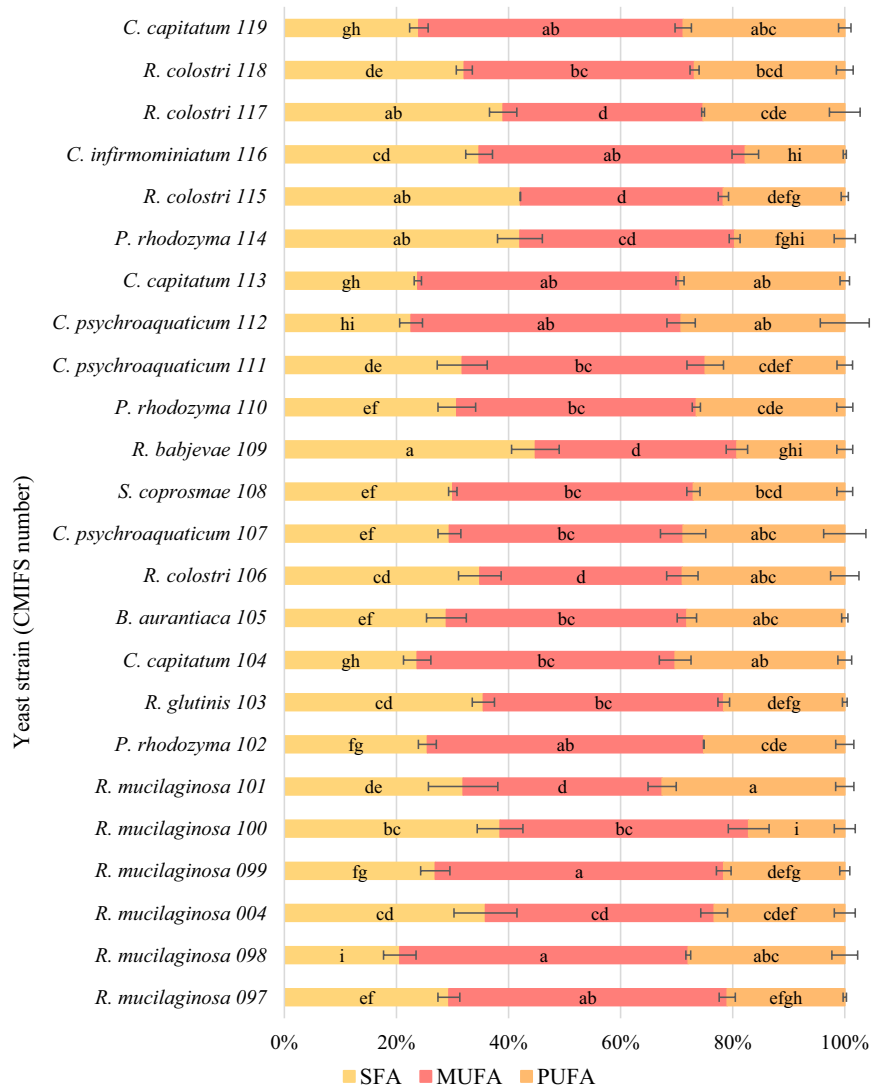 C. capitatum 119 gh ab abc
R. colostri 118 de bc bcd
R. colostri 117 ab d cde
C. infirmominiatum 116 cd ab hi
R. colostri 115 ab d defg
P. rhodozyma 114 ab cd fghi
C. capitatum 113 gh ab ab
C. psychroaquaticum 112 hi ab ab
C. psychroaquaticum 111 de bc cdef
P. rhodozyma 110 ef bc cde
R. babjevae 109 a d ghi
S. coprosmae 108 ef bc bcd
C. psychroaquaticum 107 ef bc abc
R. colostri 106 cd d abc
B. aurantiaca 105 ef bc abc
C. capitatum 104 gh bc ab
R. glutinis 103 cd bc defg
P. rhodozyma 102 fg ab cde
R. mucilaginosa 101 de d a
R. mucilaginosa 100 bc bc i
R. mucilaginosa 099 fg a defg
R. mucilaginosa 004 cd cd cdef
R. mucilaginosa 098 i a abc
R. mucilaginosa 097 ef ab efgh
Yeast strain (CMIFS number)
0% 20% 40% 60% 80% 100%
SFA MUFA PUFA